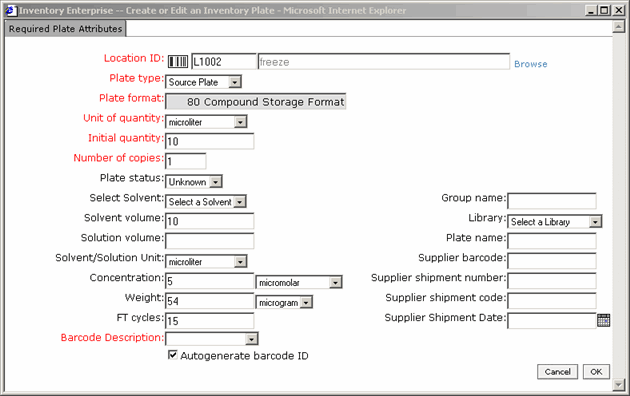 Inventory Enterprise -- Create or Edit an Inventory Plate - Microsoft Internet Explorer
Required Plate Attributes
Location ID: L1002 freeze Browse
Plate type: Source Plate
Plate format: 80 Compound Storage Format
Unit of quantity: microliter
Initial quantity: 10
Number of copies: 1
Plate status: Unknown
Select Solvent: Select a Solvent Group name:
Solvent volume: 10 Library: Select a Library
Solution volume: Plate name:
Solvent/Solution Unit: microliter Supplier barcode:
Concentration: 5 micromolar Supplier shipment number:
Weight: 54 microgram Supplier shipment code:
FT cycles: 15 Supplier Shipment Date:
Barcode Description:
Autogenerate barcode ID
Cancel OK